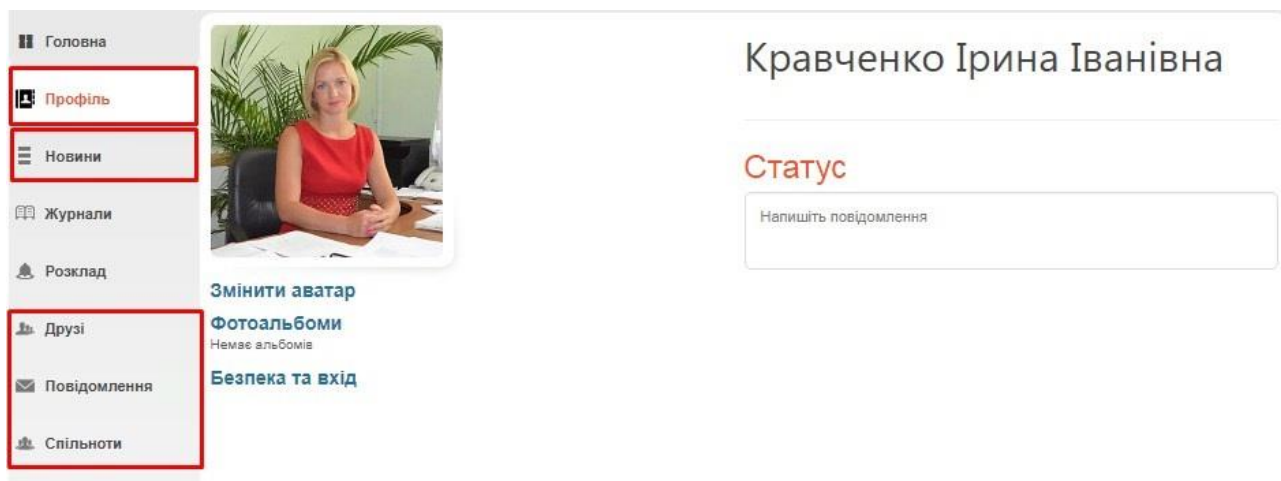 Головна
Профіль
Новини
Журнали
Розклад
Друзі
Повідомлення
Спільноти
Змінити аватар
Фотоальбоми
Немає альбомів
Безпека та вхід
Кравченко Ірина Іванівна
Статус
Напишіть повідомлення